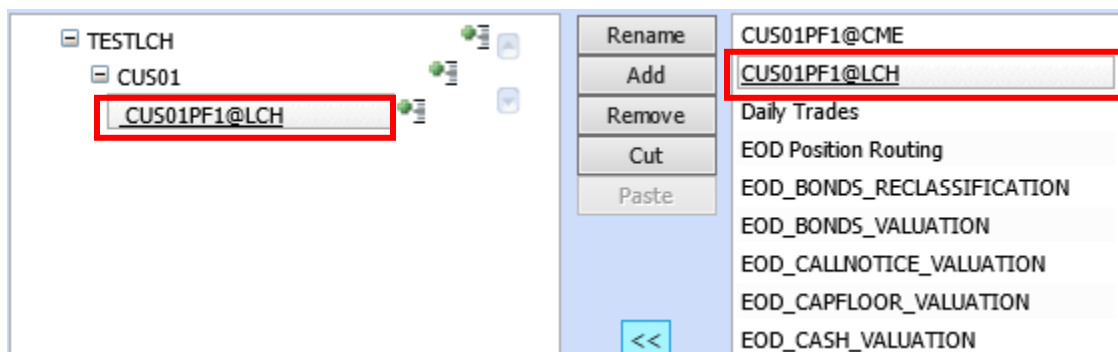 TESTLCH
CUS01
CUS01PF1@LCH
Rename
Add
Remove
Cut
Paste
<<
CUS01PF1@CME
CUS01PF1@LCH
Daily Trades
EOD Position Routing
EOD_BONDS_RECLASSIFICATION
EOD_BONDS_VALUATION
EOD_CALLNOTICE_VALUATION
EOD_CAPFLOOR_VALUATION
EOD_CASH_VALUATION